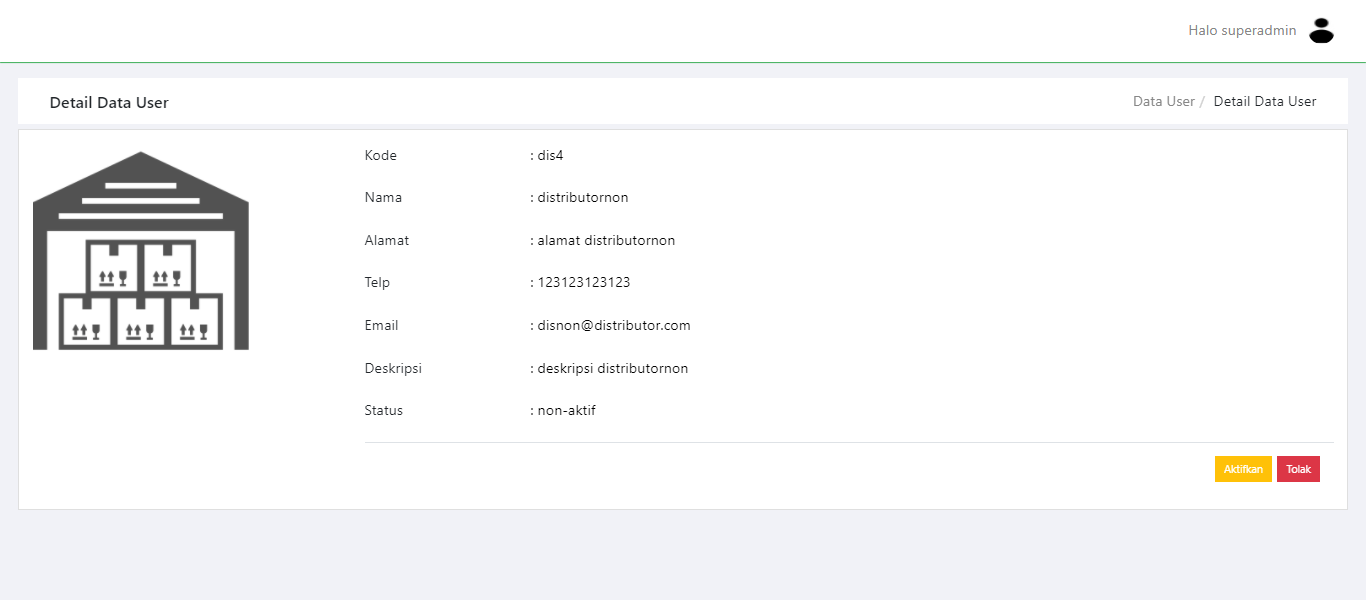 Halo superadmin
Detail Data User
Data User / Detail Data User
Kode : dis4
Nama : distributornon
Alamat : alamat distributornon
Telp : 123123123123
Email : disnon@distributor.com
Deskripsi : deskripsi distributornon
Status : non-aktif
Aktifkan Tolak